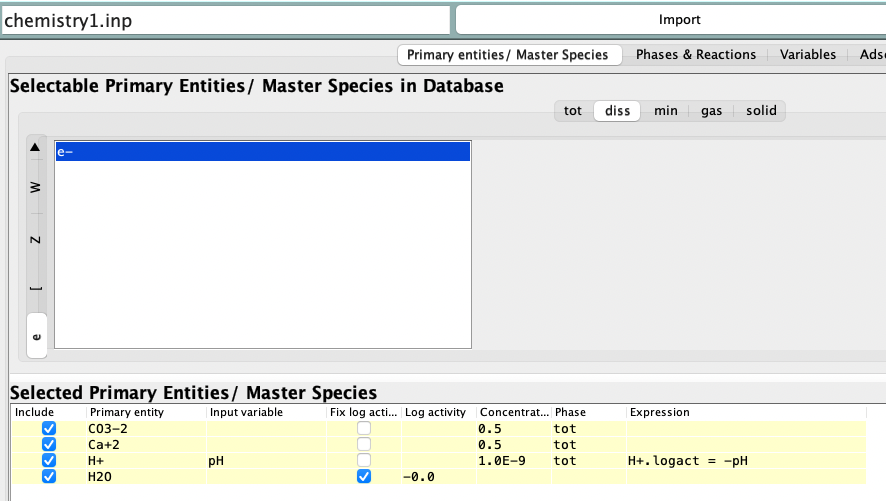 chemistry1.inp Import
Primary entities/ Master Species Phases & Reactions Variables
Selectable Primary Entities/ Master Species in Database
tot diss min gas solid
e-
W
Z
[
e
Selected Primary Entities/ Master Species
Include Primary entity Input variable Fix log acti... Log activity Concentrat... Phase Expression
CO3-2 0.5 tot
Ca+2 0.5 tot
H+ pH 1.0E-9 tot H+.logact = -pH
H2O -0.0